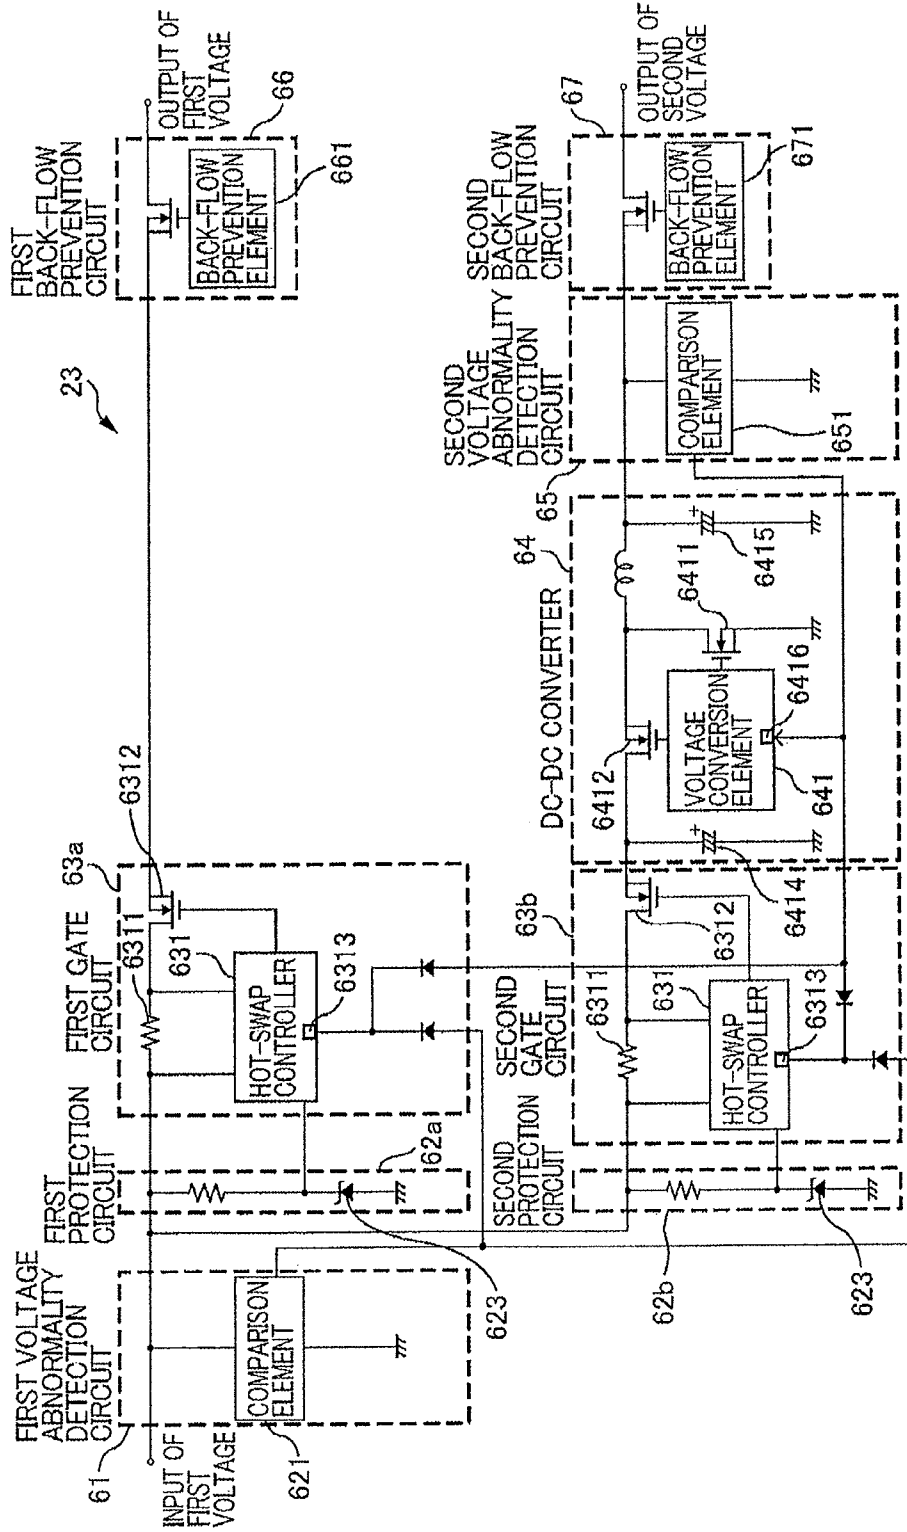 23
FIRST VOLTAGE
ABNORMALITY
DETECTION
CIRCUIT
61
INPUT OF
FIRST
VOLTAGE
COMPARISON
ELEMENT
621
FIRST
PROTECTION
CIRCUIT
62a
623
FIRST GATE
CIRCUIT
63a
6311
6312
631
HOT-SWAP
CONTROLLER
6313
FIRST
BACK-FLOW
PREVENTION
CIRCUIT
OUTPUT OF
FIRST
VOLTAGE
66
BACK-FLOW
PREVENTION
ELEMENT
661
SECOND
PROTECTION
CIRCUIT
62b
623
SECOND
GATE
CIRCUIT
63b
6311
6312
631
HOT-SWAP
CONTROLLER
6313
DC-DC CONVERTER
64
6412
6414
VOLTAGE
CONVERSION
ELEMENT
641
6416
6411
6415
SECOND
VOLTAGE
ABNORMALITY
DETECTION
CIRCUIT
65
COMPARISON
ELEMENT
651
SECOND
BACK-FLOW
PREVENTION
CIRCUIT
67
OUTPUT OF
SECOND
VOLTAGE
BACK-FLOW
PREVENTION
ELEMENT
671